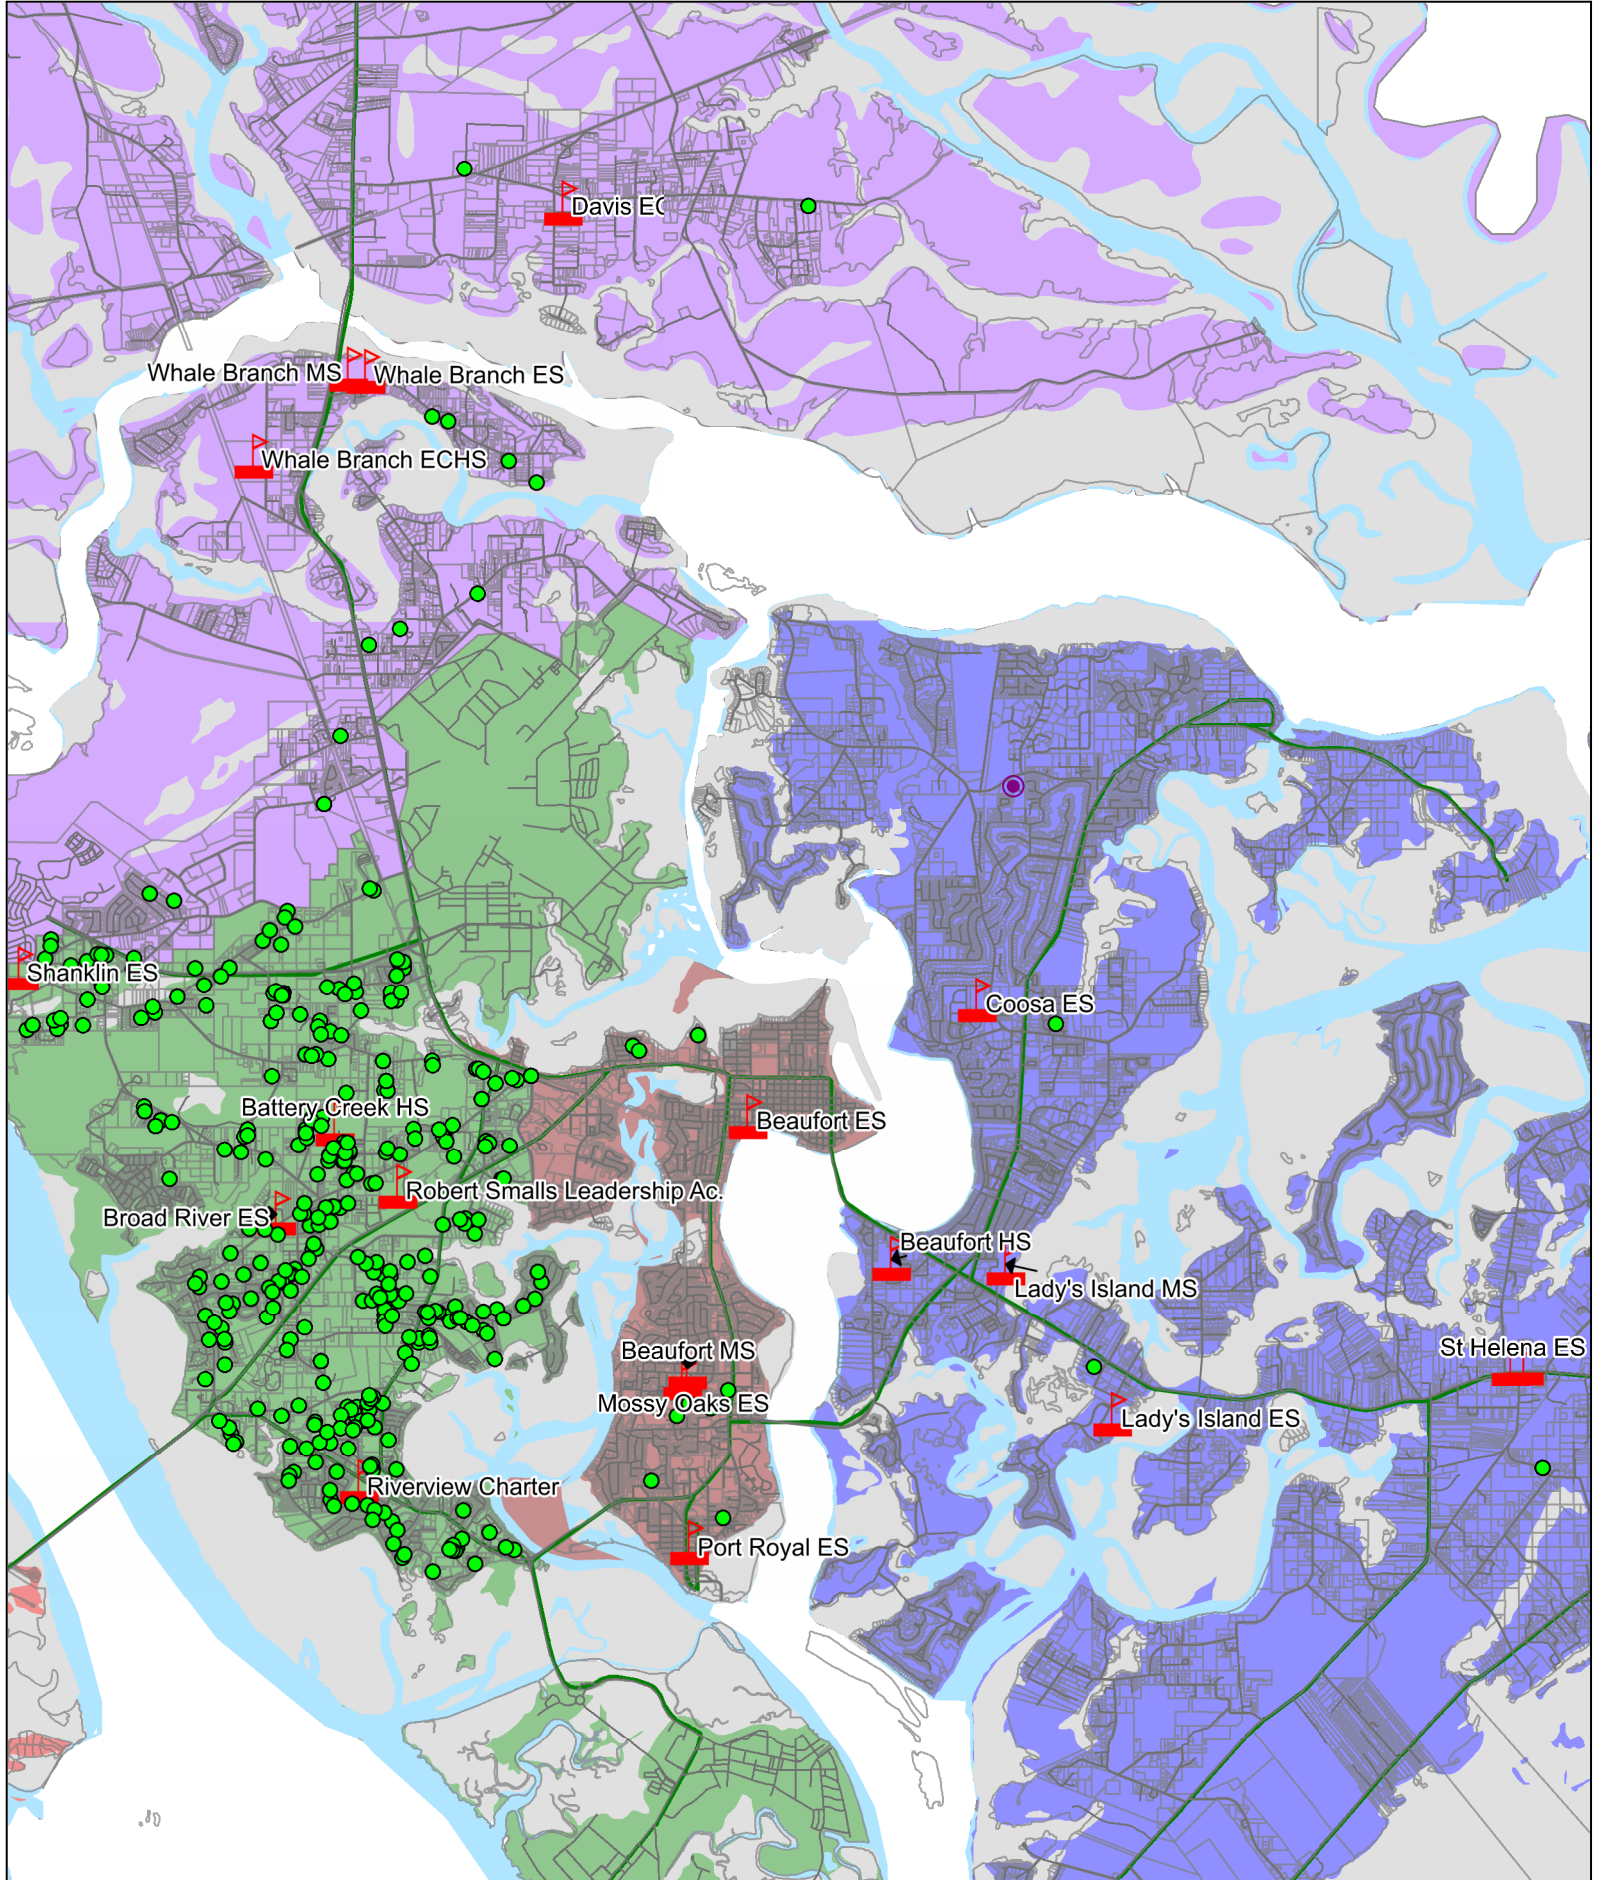 Davis EC
Whale Branch MS
Whale Branch ES
Whale Branch ECHS
Shanklin ES
Coosa ES
Battery Creek HS
Beaufort ES
Robert Smalls Leadership Ac.
Broad River ES
Beaufort HS
Lady's Island MS
Beaufort MS
St Helena ES
Mossy Oaks ES
Lady's Island ES
Riverview Charter
Port Royal ES